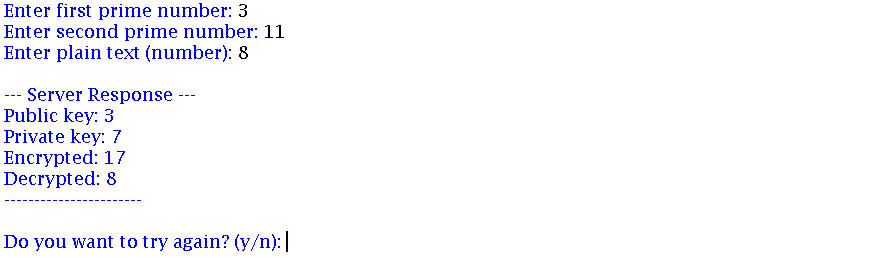 Enter first prime number: 3
Enter second prime number: 11
Enter plain text (number): 8
--- Server Response ---
Public key: 3
Private key: 7
Encrypted: 17
Decrypted: 8
-----------------------
Do you want to try again? (y/n):